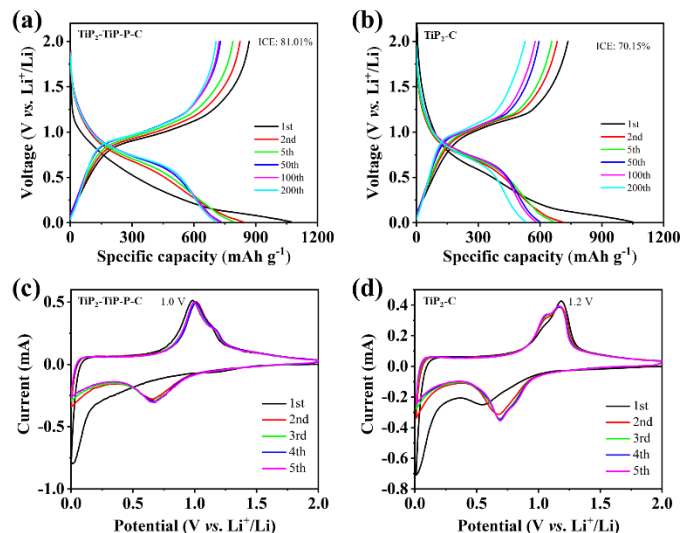 (a)
TiP₂-TiP-P-C
ICE: 81.01%
Voltage (V vs. Li⁺/Li)
2.0
1.5
1.0
0.5
0.0
1st
2nd
5th
50th
100th
200th
0 300 600 900 1200
Specific capacity (mAh g⁻¹)
(b)
TiP₂-C
ICE: 70.15%
Voltage (V vs. Li⁺/Li)
2.0
1.5
1.0
0.5
0.0
1st
2nd
5th
50th
100th
200th
0 300 600 900 1200
Specific capacity (mAh g⁻¹)
(c)
TiP₂-TiP-P-C
1.0 V
Current (mA)
0.5
0.0
-0.5
-1.0
1st
2nd
3rd
4th
5th
0.0 0.5 1.0 1.5 2.0
Potential (V vs. Li⁺/Li)
(d)
TiP₂-C
1.2 V
Current (mA)
0.4
0.2
0.0
-0.2
-0.4
-0.6
-0.8
1st
2nd
3rd
4th
5th
0.0 0.5 1.0 1.5 2.0
Potential (V vs. Li⁺/Li)